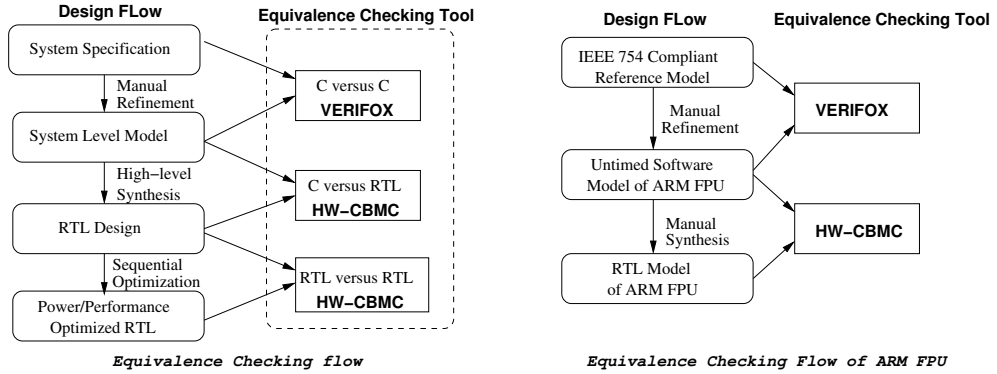 Design FLow
Equivalence Checking Tool
System Specification
Manual
Refinement
System Level Model
High-level
Synthesis
RTL Design
Sequential
Optimization
Power/Performance
Optimized RTL
C versus C
VERIFOX
C versus RTL
HW-CBMC
RTL versus RTL
HW-CBMC
Equivalence Checking flow
Design FLow
Equivalence Checking Tool
IEEE 754 Compliant
Reference Model
Manual
Refinement
Untimed Software
Model of ARM FPU
Manual
Synthesis
RTL Model
of ARM FPU
VERIFOX
HW-CBMC
Equivalence Checking Flow of ARM FPU